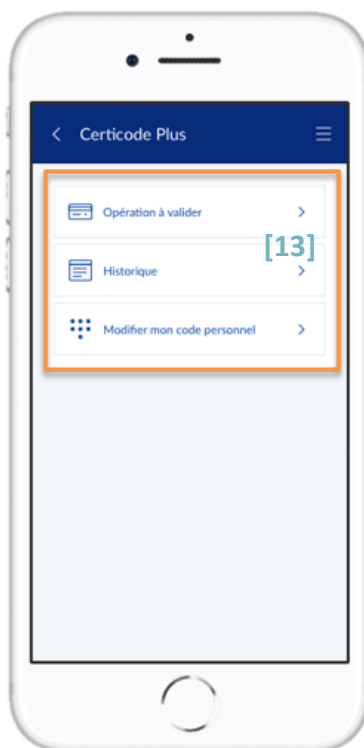 Certicode Plus
Opération à valider
[13]
Historique
Modifier mon code personnel